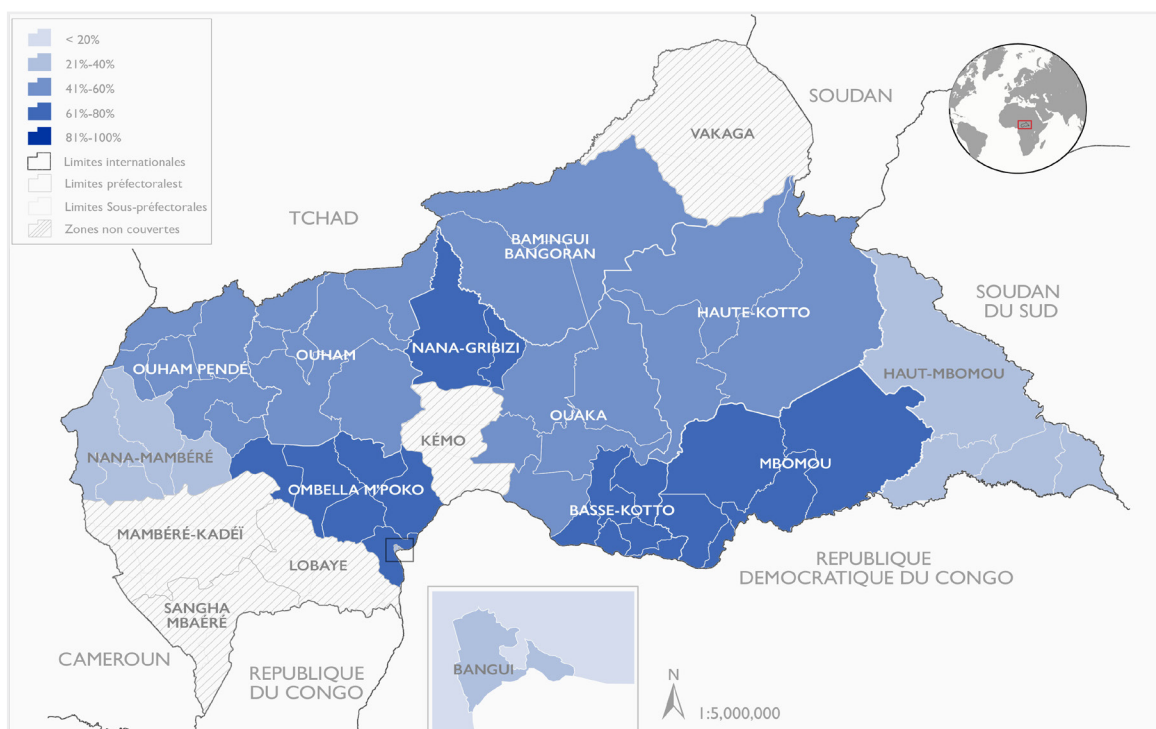 < 20%
21%-40%
41%-60%
61%-80%
81%-100%
Limites internationales
Limites préfectoralest
Limites Sous-préfectorales
Zones non couvertes
SOUDAN
VAKAGA
TCHAD
BAMINGUI
BANGORAN
SOUDAN
DU SUD
HAUTE-KOTTO
NANA-GRIBIZI
OUHAM
OUHAM PENDÉ
HAUT-MBOMOU
OUAKA
KÉMO
NANA-MAMBÉRÉ
MBOMOU
OMBELLA M'POKO
BASSE-KOTTO
MAMBÉRÉ-KADÉÏ
LOBAYE
REPUBLIQUE
DEMOCRATIQUE DU CONGO
SANGHA
MBAÉRÉ
CAMEROUN
REPUBLIQUE
DU CONGO
BANGUI
N
1:5,000,000